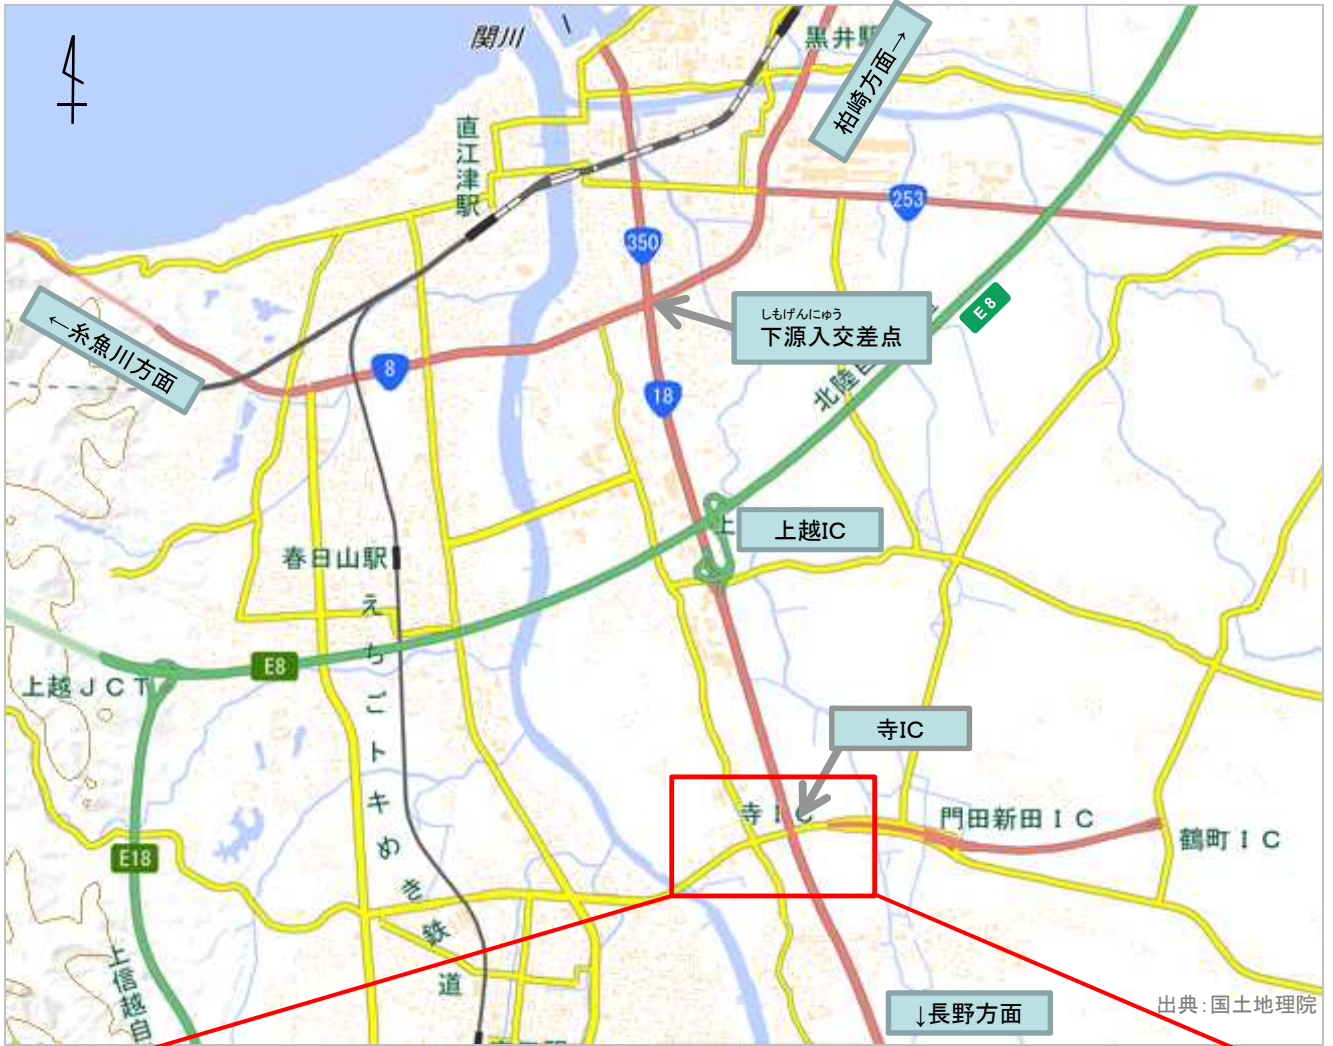 関川
黒井駅
柏崎方面→
直江津駅
253
350
E8
しもげんにゅう
下源入交差点
←糸魚川方面
8
18
北陸自
上
上越IC
春日山駅
えちごトキめき鉄道
E8
上越JCT
寺IC
寺IC
門田新田IC
鶴町IC
E18
上信越自
↓長野方面
出典:国土地理院